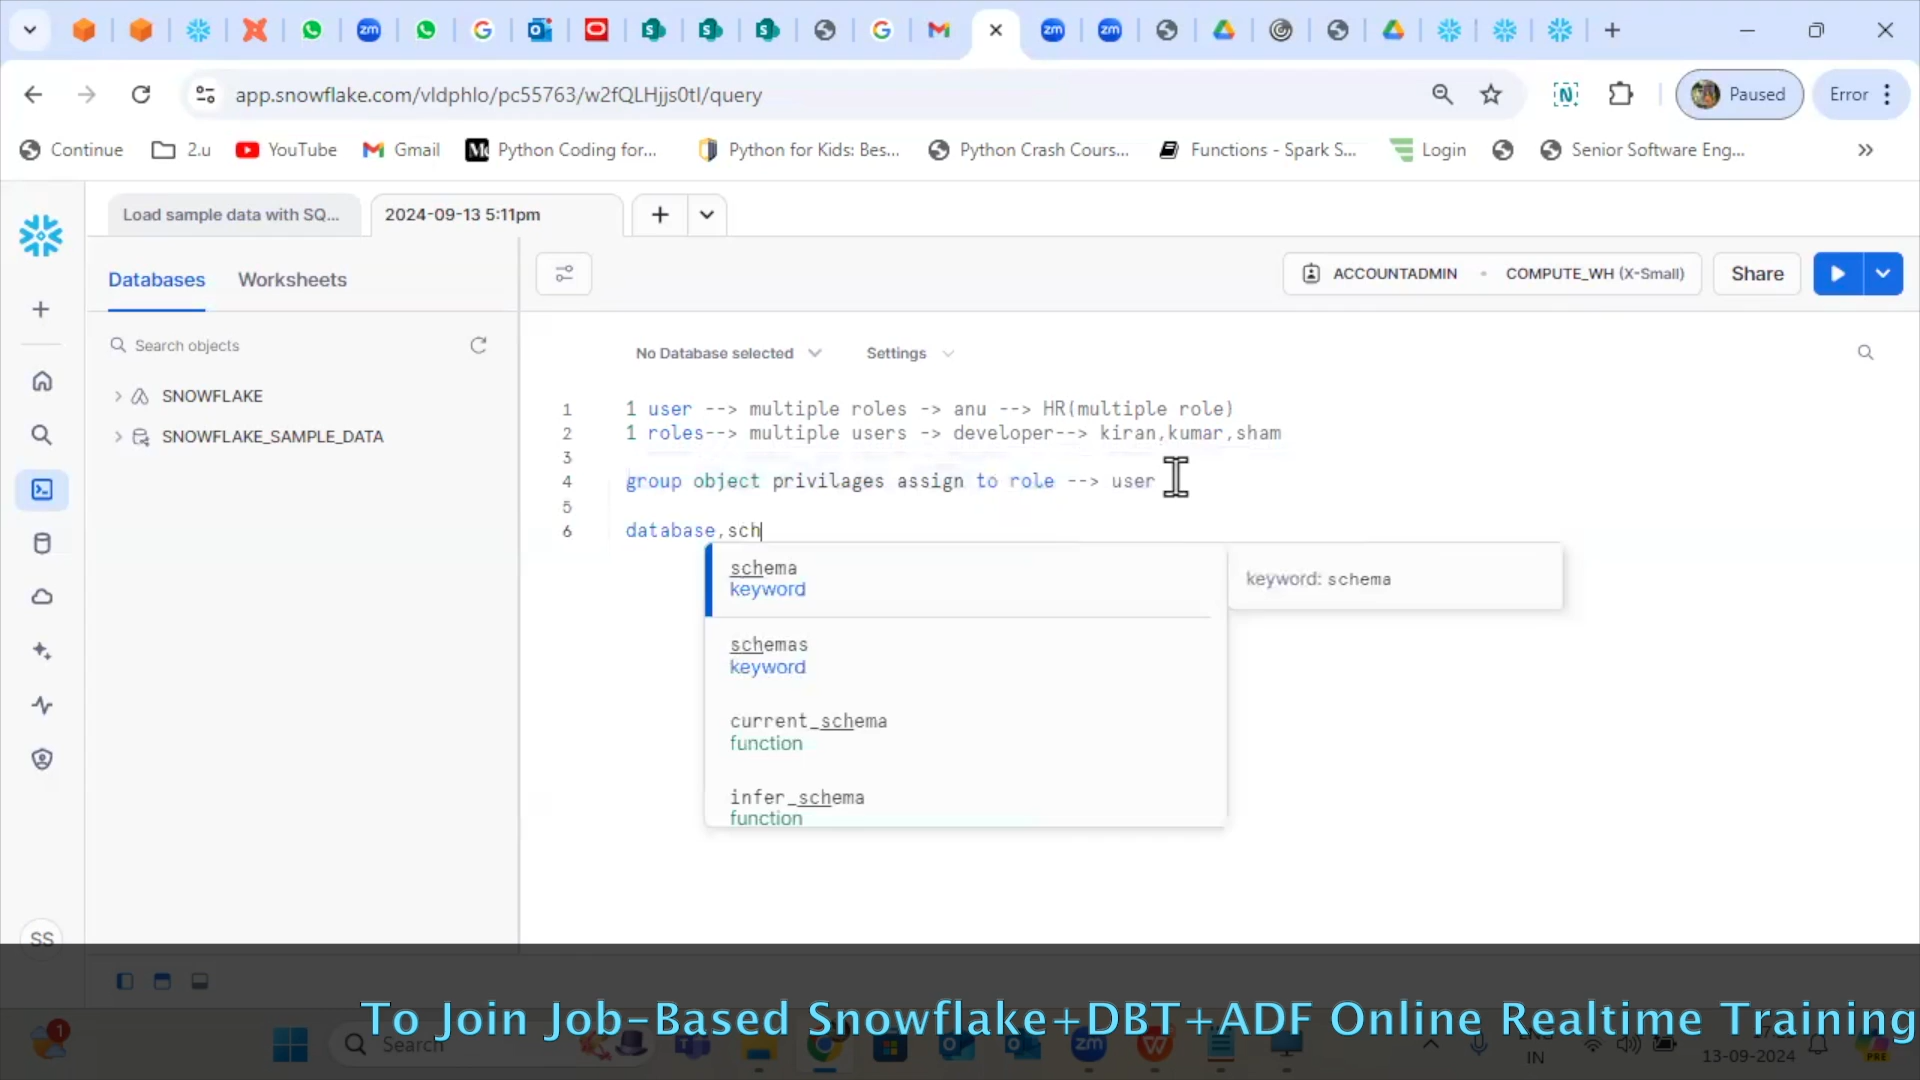 app.snowflake.com/vldphlo/pc55763/w2fQLHjjs0tI/query
Paused
Error
Continue
2.u
YouTube
Gmail
Python Coding for...
Python for Kids: Bes...
Python Crash Cours...
Functions - Spark S...
Login
Senior Software Eng...
Load sample data with SQ...
2024-09-13 5:11pm
Databases
Worksheets
ACCOUNTADMIN
COMPUTE_WH (X-Small)
Share
Search objects
No Database selected
Settings
SNOWFLAKE
SNOWFLAKE_SAMPLE_DATA
1 1 user --> multiple roles -> anu --> HR(multiple role)
2 1 roles--> multiple users -> developer--> kiran,kumar,sham
3
4 group object privilages assign to role --> user
5
6 database,sch
schema
keyword
keyword: schema
schemas
keyword
current_schema
function
infer_schema
function
SS
To Join Job-Based Snowflake+DBT+ADF Online Realtime Training
1
Search
IN
13-09-2024
PRE